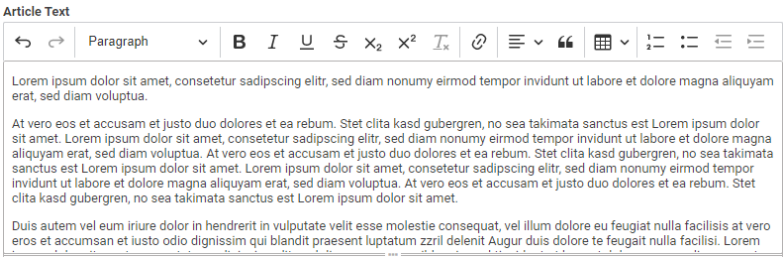 Article Text
Paragraph
B I U S X₂ X² Tx
Lorem ipsum dolor sit amet, consetetur sadipscing elitr, sed diam nonumy eirmod tempor invidunt ut labore et dolore magna aliquyam
erat, sed diam voluptua.
At vero eos et accusam et justo duo dolores et ea rebum. Stet clita kasd gubergren, no sea takimata sanctus est Lorem ipsum dolor
sit amet. Lorem ipsum dolor sit amet, consetetur sadipscing elitr, sed diam nonumy eirmod tempor invidunt ut labore et dolore magna
aliquyam erat, sed diam voluptua. At vero eos et accusam et justo duo dolores et ea rebum. Stet clita kasd gubergren, no sea takimata
sanctus est Lorem ipsum dolor sit amet. Lorem ipsum dolor sit amet, consetetur sadipscing elitr, sed diam nonumy eirmod tempor
invidunt ut labore et dolore magna aliquyam erat, sed diam voluptua. At vero eos et accusam et justo duo dolores et ea rebum. Stet
clita kasd gubergren, no sea takimata sanctus est Lorem ipsum dolor sit amet.
Duis autem vel eum iriure dolor in hendrerit in vulputate velit esse molestie consequat, vel illum dolore eu feugiat nulla facilisis at vero
eros et accumsan et iusto odio dignissim qui blandit praesent luptatum zzril delenit Augur duis dolore te feugait nulla facilisi. Lorem